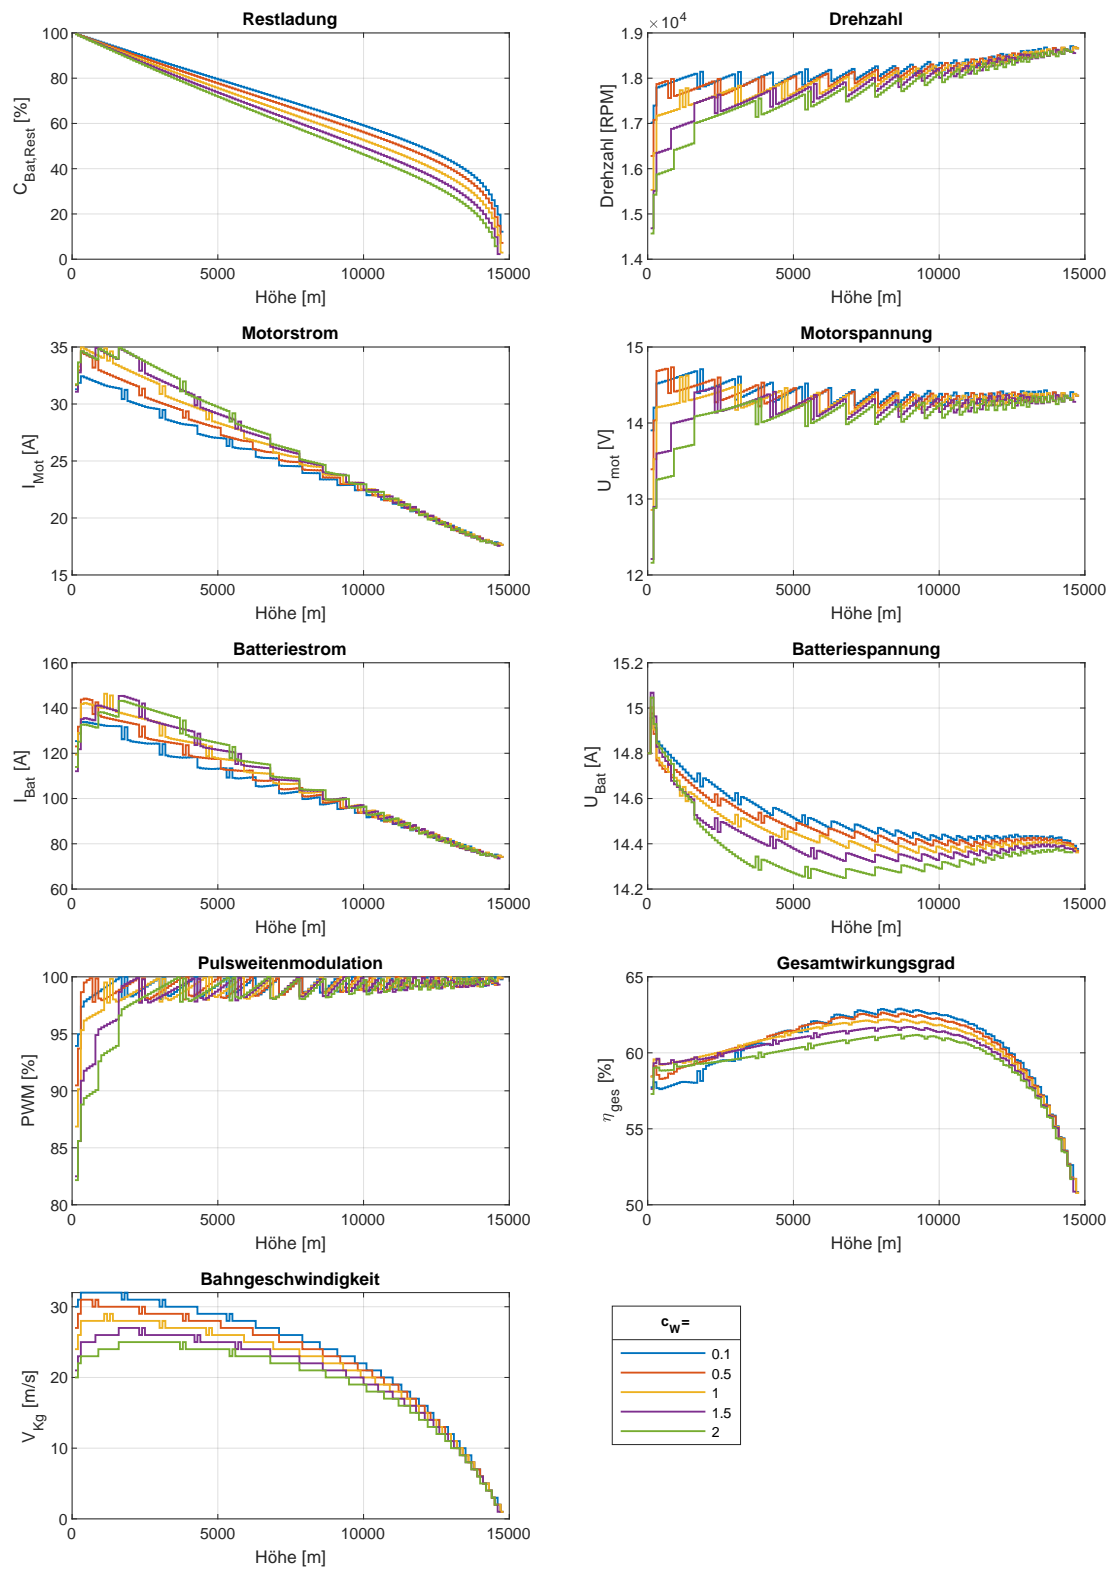 Restladung
100
80
60
40
20
0
C_Bat,Rest [%]
0 5000 10000 15000
Höhe [m]
Drehzahl
×10^4
1.9
1.8
1.7
1.6
1.5
1.4
Drehzahl [RPM]
0 5000 10000 15000
Höhe [m]
Motorstrom
35
30
25
20
15
I_Mot [A]
0 5000 10000 15000
Höhe [m]
Motorspannung
15
14
13
12
U_mot [V]
0 5000 10000 15000
Höhe [m]
Batteriestrom
160
140
120
100
80
60
I_Bat [A]
0 5000 10000 15000
Höhe [m]
Batteriespannung
15.2
15
14.8
14.6
14.4
14.2
U_Bat [A]
0 5000 10000 15000
Höhe [m]
Pulsweitenmodulation
100
95
90
85
80
PWM [%]
0 5000 10000 15000
Höhe [m]
Gesamtwirkungsgrad
65
60
55
50
η_ges [%]
0 5000 10000 15000
Höhe [m]
Bahngeschwindigkeit
30
20
10
0
V_Kg [m/s]
0 5000 10000 15000
Höhe [m]
c_W=
0.1
0.5
1
1.5
2